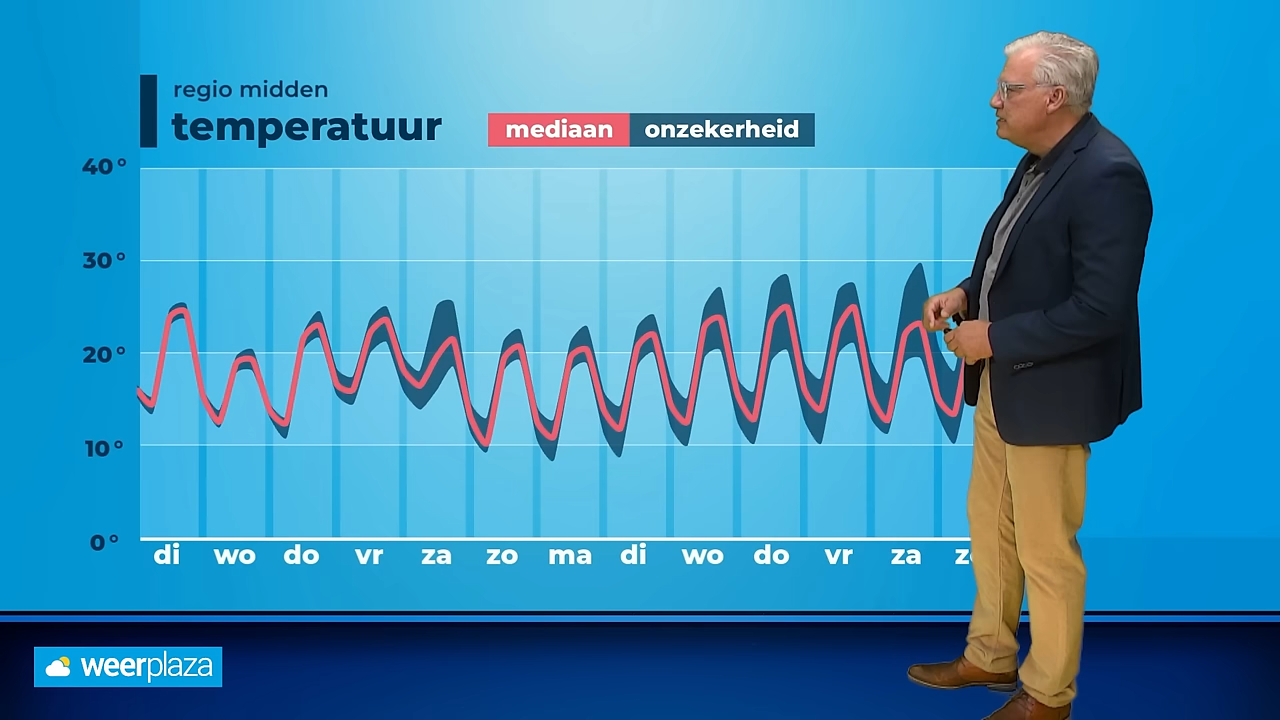 regio midden
temperatuur
mediaan onzekerheid
40°
30°
20°
10°
0°
di wo do vr za zo ma di wo do vr za
weerplaza